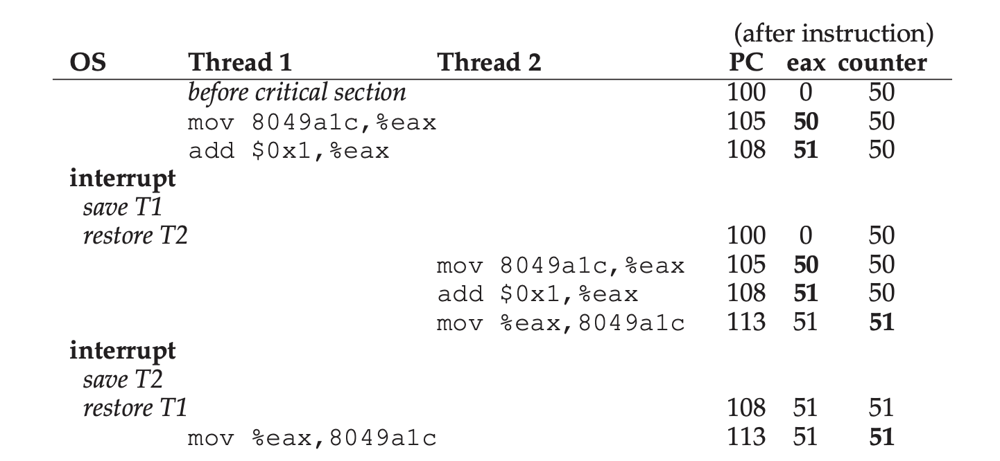 (after instruction)
OS Thread 1 Thread 2 PC eax counter
before critical section 100 0 50
mov 8049a1c,%eax 105 50 50
add $0x1,%eax 108 51 50
interrupt
save T1
restore T2 100 0 50
mov 8049a1c,%eax 105 50 50
add $0x1,%eax 108 51 50
mov %eax,8049a1c 113 51 51
interrupt
save T2
restore T1 108 51 51
mov %eax,8049a1c 113 51 51